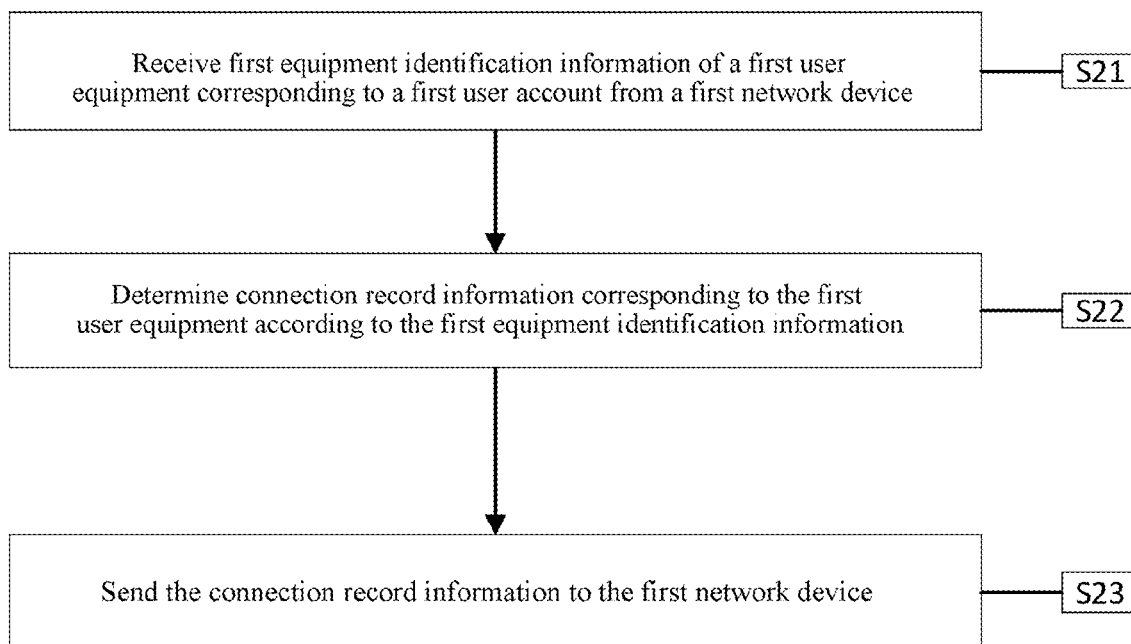 Receive first equipment identification information of a first user
equipment corresponding to a first user account from a first network device
S21
Determine connection record information corresponding to the first
user equipment according to the first equipment identification information
S22
Send the connection record information to the first network device
S23